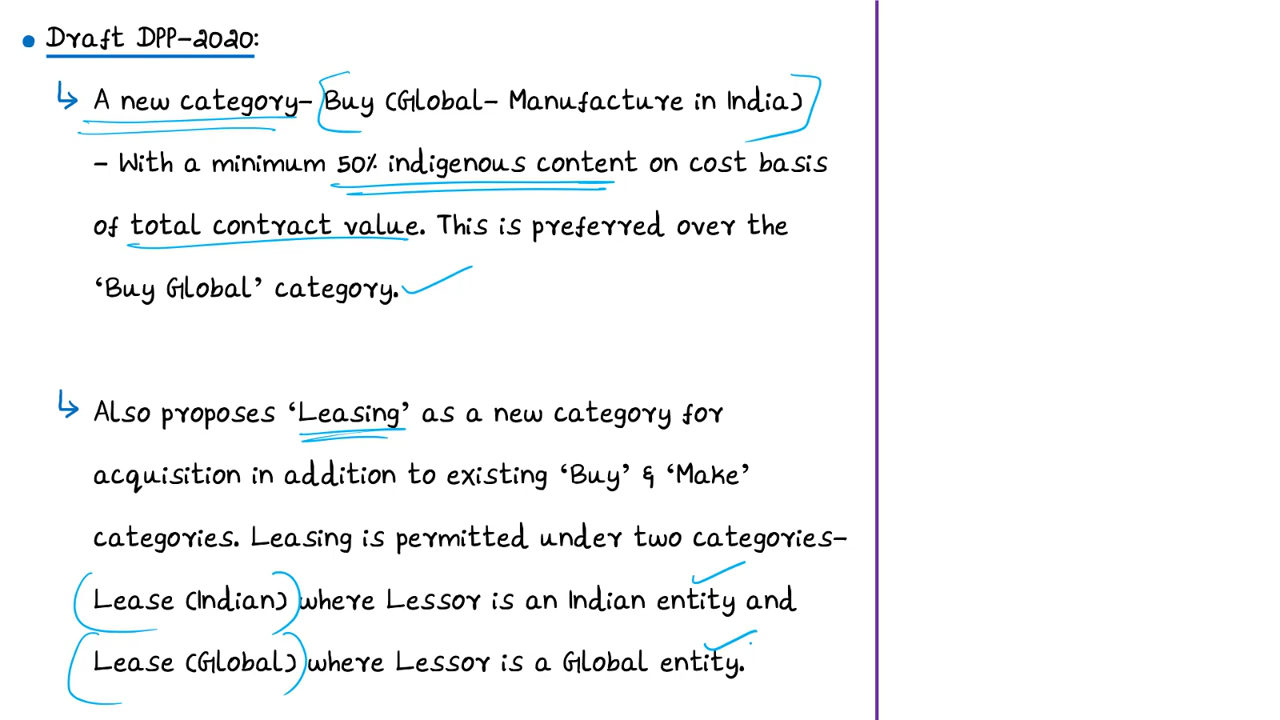 • Draft DPP-2020:
↳ A new category- Buy (Global- Manufacture in India)
- With a minimum 50% indigenous content on cost basis
of total contract value. This is preferred over the
‘Buy Global’ category.
↳ Also proposes ‘Leasing’ as a new category for
acquisition in addition to existing ‘Buy’ & ‘Make’
categories. Leasing is permitted under two categories-
Lease (Indian) where Lessor is an Indian entity and
Lease (Global) where Lessor is a Global entity.